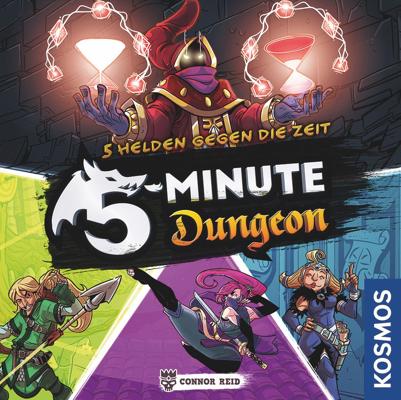 5 HELDEN GEGEN DIE ZEIT
5-MINUTE
Dungeon
KOSMOS
CONNOR REID